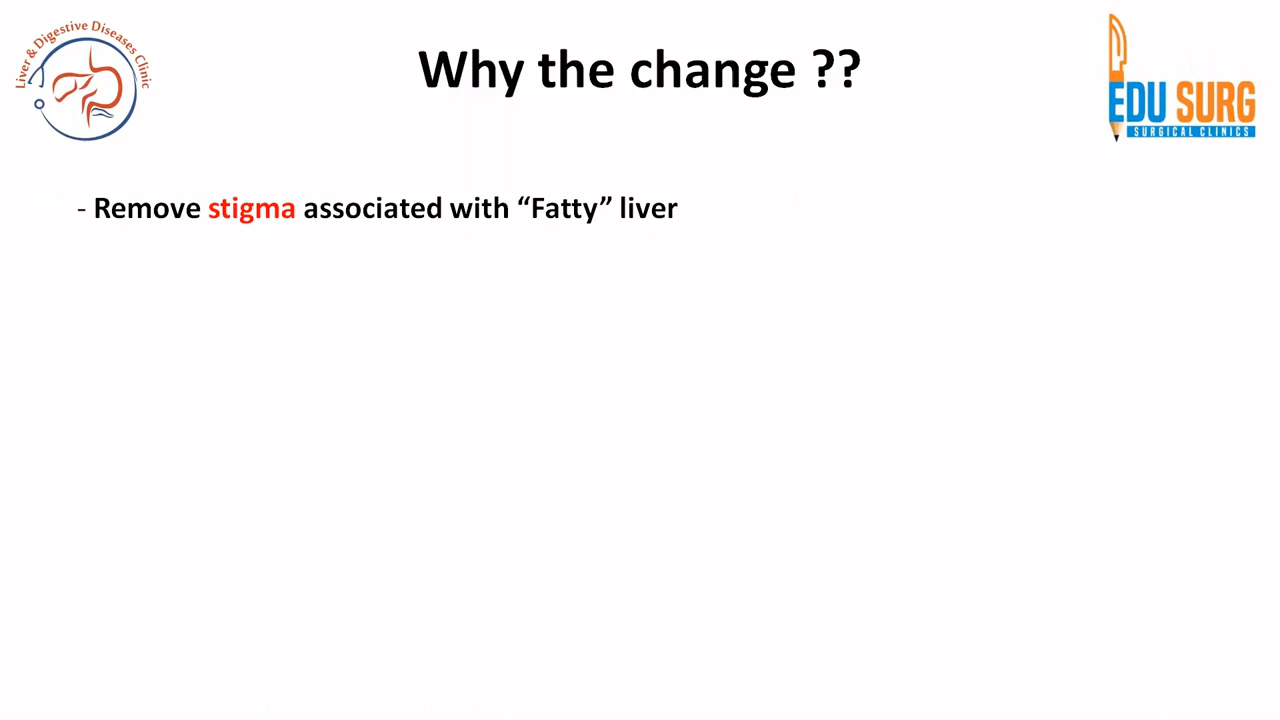 Liver & Digestive Diseases Clinic
Why the change ??
EDU SURG
SURGICAL CLINICS
- Remove stigma associated with “Fatty” liver